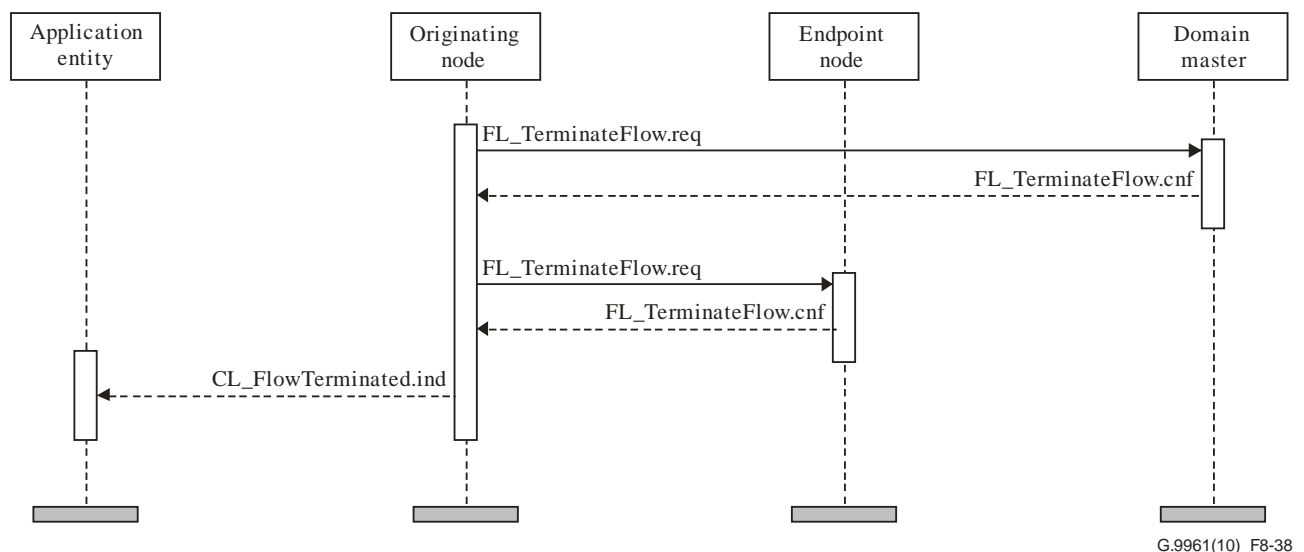 Application
entity
Originating
node
Endpoint
node
Domain
master
FL_TerminateFlow.req
FL_TerminateFlow.cnf
FL_TerminateFlow.req
FL_TerminateFlow.cnf
CL_FlowTerminated.ind
G.9961(10)_F8-38